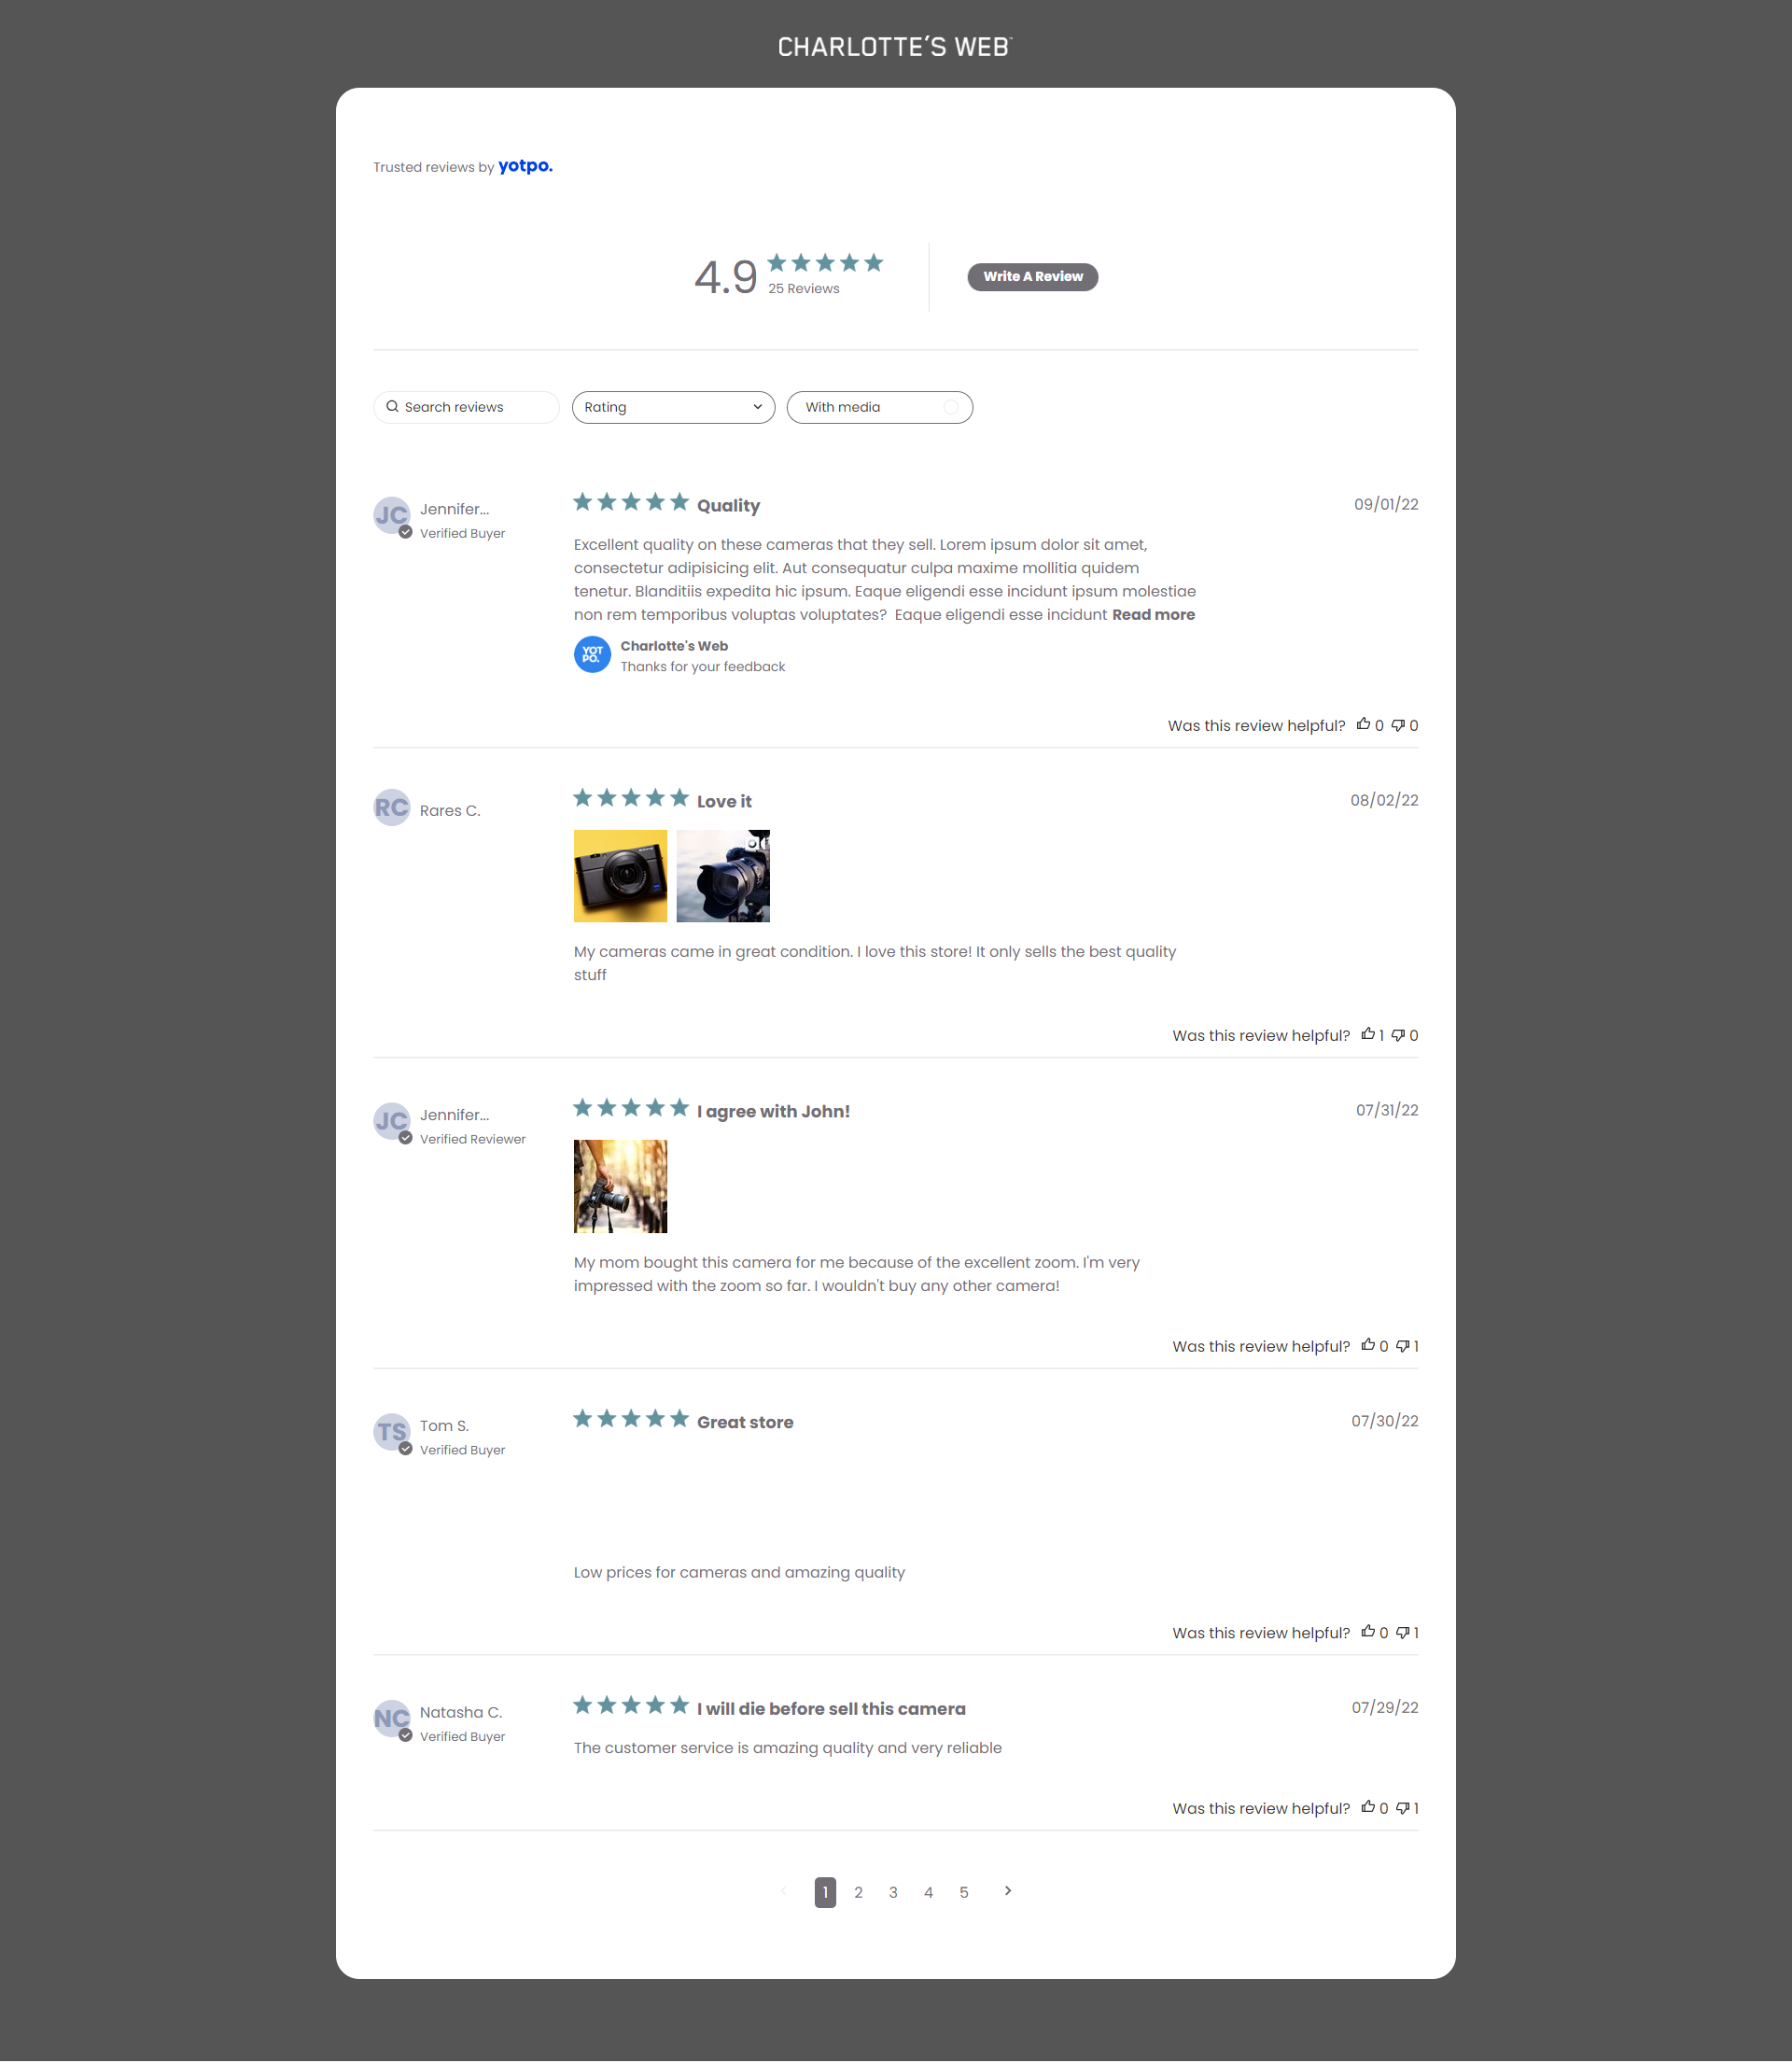 CHARLOTTE'S WEB™
Trusted reviews by yotpo.
4.9
25 Reviews
Write A Review
Search reviews
Rating
With media
JC
Jennifer...
Verified Buyer
Quality
09/01/22
Excellent quality on these cameras that they sell. Lorem ipsum dolor sit amet,
consectetur adipisicing elit. Aut consequatur culpa maxime mollitia quidem
tenetur. Blanditiis expedita hic ipsum. Eaque eligendi esse incidunt ipsum molestiae
non rem temporibus voluptas voluptates?  Eaque eligendi esse incidunt Read more
YOT
PO.
Charlotte's Web
Thanks for your feedback
Was this review helpful? 0 0
RC
Rares C.
Love it
08/02/22
My cameras came in great condition. I love this store! It only sells the best quality
stuff
Was this review helpful? 1 0
JC
Jennifer...
Verified Reviewer
I agree with John!
07/31/22
My mom bought this camera for me because of the excellent zoom. I'm very
impressed with the zoom so far. I wouldn't buy any other camera!
Was this review helpful? 0 1
TS
Tom S.
Verified Buyer
Great store
07/30/22
Low prices for cameras and amazing quality
Was this review helpful? 0 1
NC
Natasha C.
Verified Buyer
I will die before sell this camera
07/29/22
The customer service is amazing quality and very reliable
Was this review helpful? 0 1
1 2 3 4 5